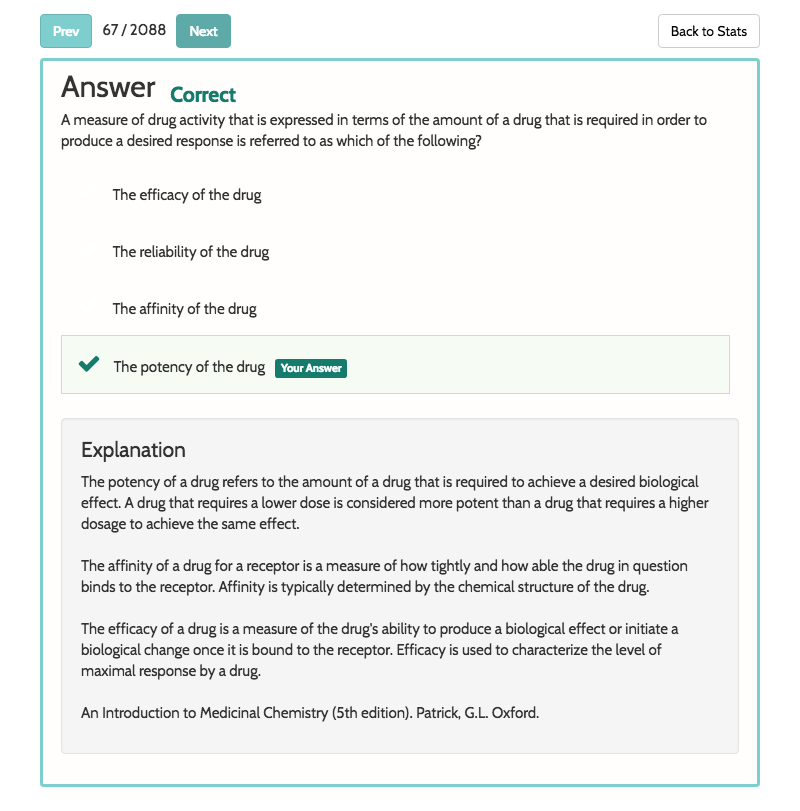 Prev 67 / 2088 Next Back to Stats
Answer Correct
A measure of drug activity that is expressed in terms of the amount of a drug that is required in order to
produce a desired response is referred to as which of the following?
The efficacy of the drug
The reliability of the drug
The affinity of the drug
The potency of the drug Your Answer
Explanation
The potency of a drug refers to the amount of a drug that is required to achieve a desired biological
effect. A drug that requires a lower dose is considered more potent than a drug that requires a higher
dosage to achieve the same effect.
The affinity of a drug for a receptor is a measure of how tightly and how able the drug in question
binds to the receptor. Affinity is typically determined by the chemical structure of the drug.
The efficacy of a drug is a measure of the drug's ability to produce a biological effect or initiate a
biological change once it is bound to the receptor. Efficacy is used to characterize the level of
maximal response by a drug.
An Introduction to Medicinal Chemistry (5th edition). Patrick, G.L. Oxford.